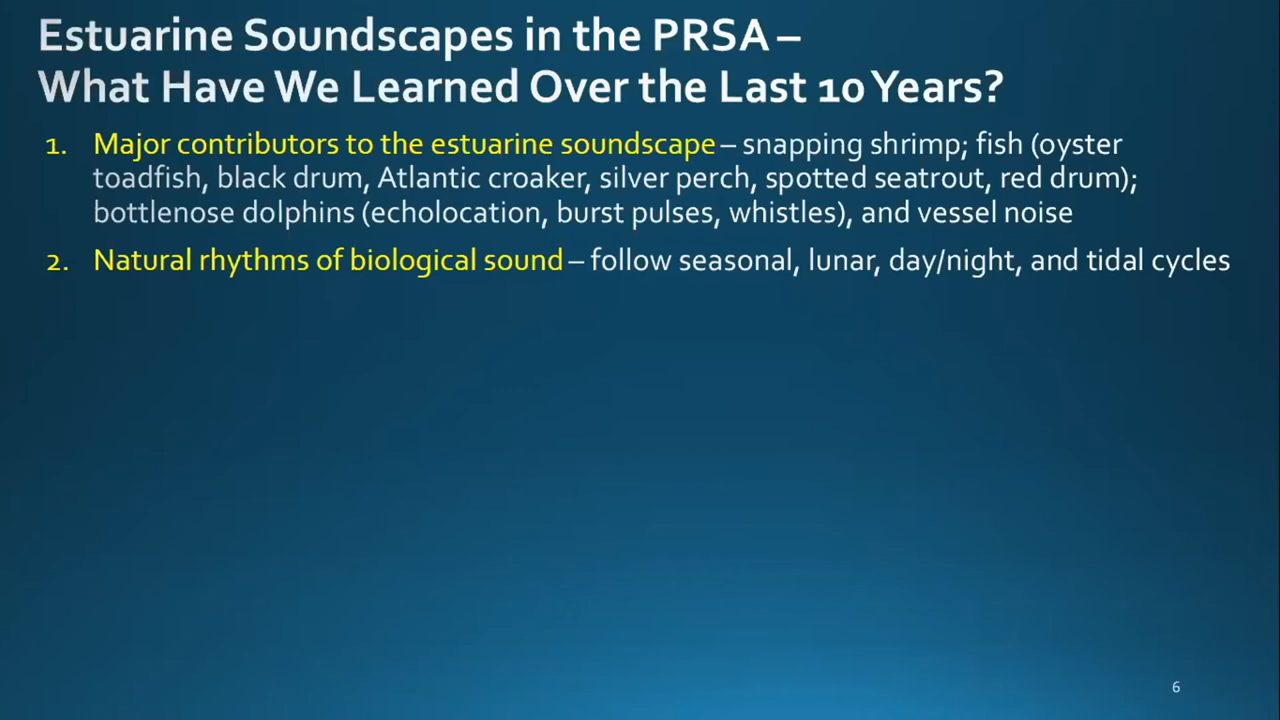 Estuarine Soundscapes in the PRSA –
What Have We Learned Over the Last 10 Years?
1. Major contributors to the estuarine soundscape – snapping shrimp; fish (oyster
toadfish, black drum, Atlantic croaker, silver perch, spotted seatrout, red drum);
bottlenose dolphins (echolocation, burst pulses, whistles), and vessel noise
2. Natural rhythms of biological sound – follow seasonal, lunar, day/night, and tidal cycles
6